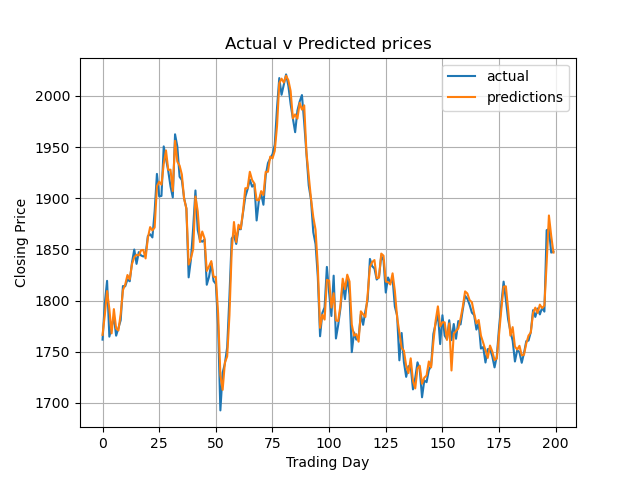 Actual v Predicted prices
actual
predictions
2000
1950
1900
1850
1800
1750
1700
Closing Price
0 25 50 75 100 125 150 175 200
Trading Day